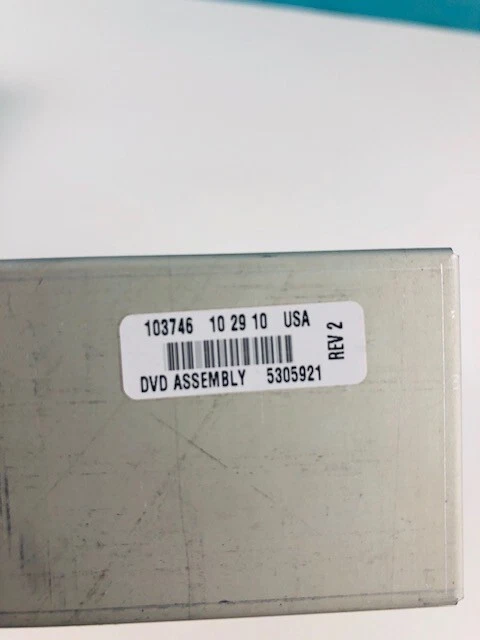 103746 10 29 10 USA
DVD ASSEMBLY 5305921
REV 2